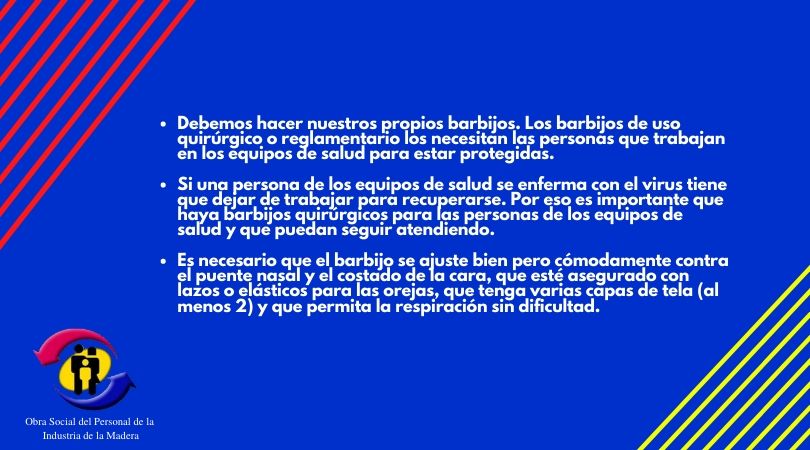 • Debemos hacer nuestros propios barbijos. Los barbijos de uso
quirúrgico o reglamentario los necesitan las personas que trabajan
en los equipos de salud para estar protegidas.
• Si una persona de los equipos de salud se enferma con el virus tiene
que dejar de trabajar para recuperarse. Por eso es importante que
haya barbijos quirúrgicos para las personas de los equipos de
salud y que puedan seguir atendiendo.
• Es necesario que el barbijo se ajuste bien pero cómodamente contra
el puente nasal y el costado de la cara, que esté asegurado con
lazos o elásticos para las orejas, que tenga varias capas de tela (al
menos 2) y que permita la respiración sin dificultad.
Obra Social del Personal de la
Industria de la Madera